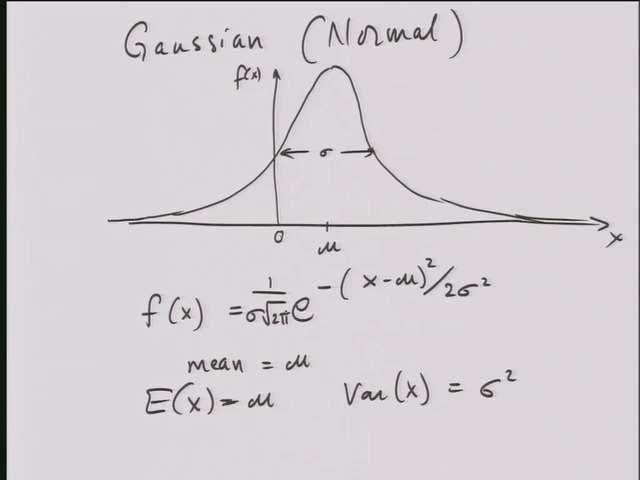 Gaussian (Normal)
f(x)
σ
0 μ x
f(x) = 1/σ√2π e^-(x-μ)²/2σ²
mean = μ
E(x) = μ Var(x) = σ²